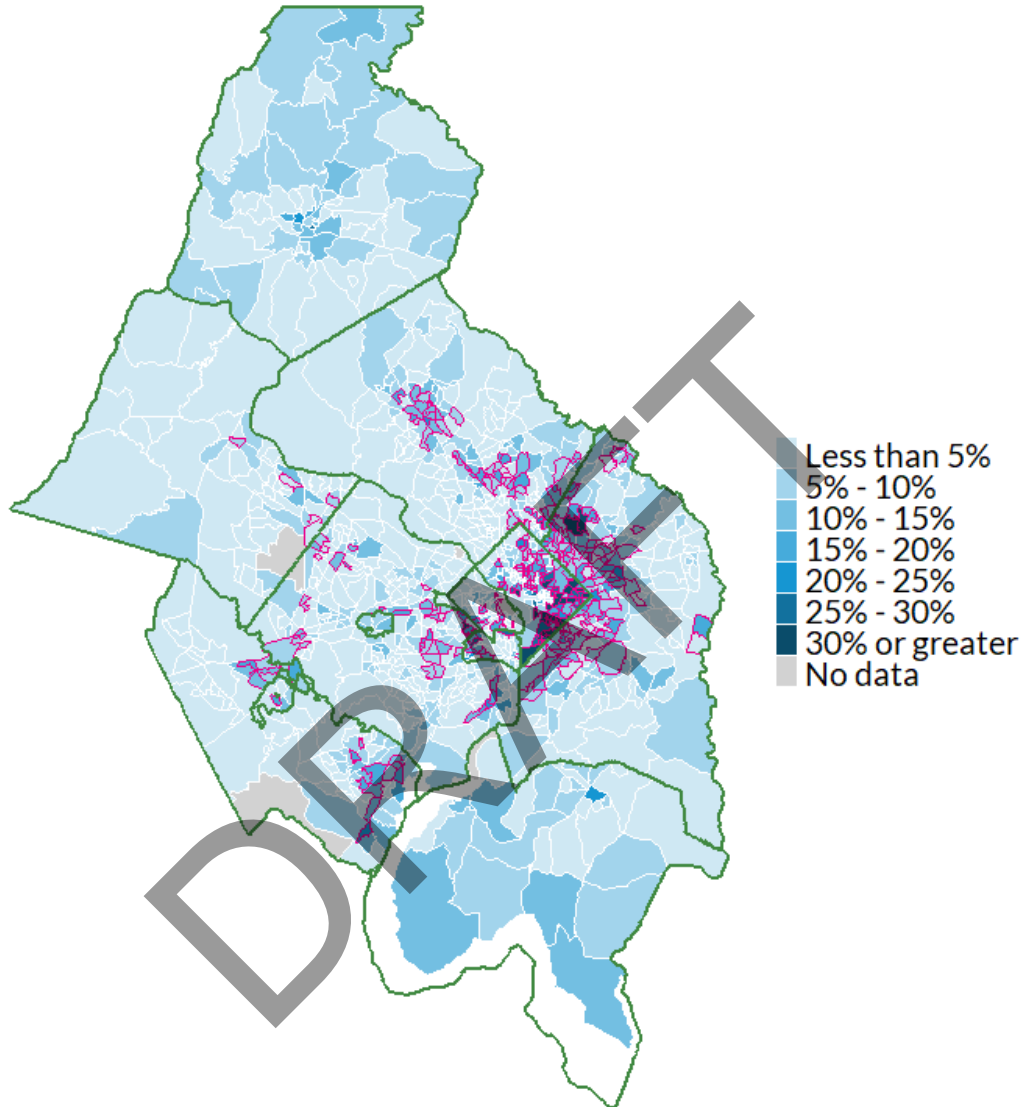 DRAFT
Less than 5%
5% - 10%
10% - 15%
15% - 20%
20% - 25%
25% - 30%
30% or greater
No data